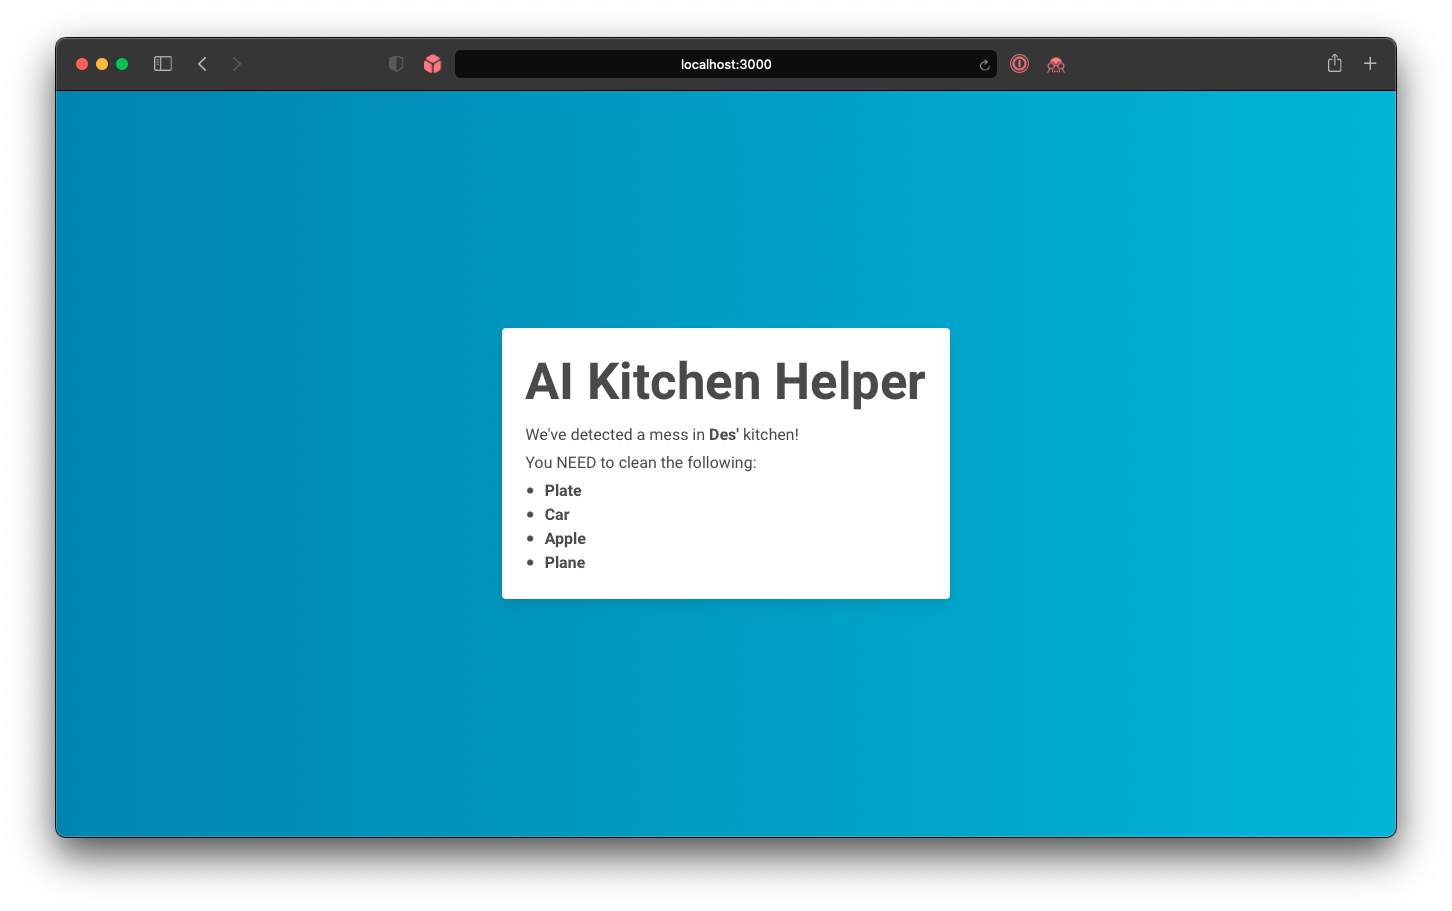 localhost:3000
AI Kitchen Helper
We've detected a mess in Des' kitchen!
You NEED to clean the following:
• Plate
• Car
• Apple
• Plane